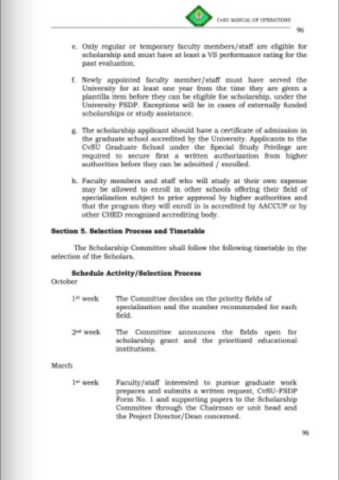 CvSU MANUAL OF OPERATIONS
96
e. Only regular or temporary faculty members/staff are eligible for
scholarship and must have at least a VS performance rating for the
past evaluation.
f. Newly appointed faculty member/staff must have served the
University for at least one year from the time they are given a
plantilla item before they can be eligible foe scholarship, under the
University FSDP. Exceptions will be in cases of externally funded
scholarships or study assistance.
g. The scholarship applicant should have a certificate of admission in
the graduate school accredited by the University. Applicants to the
CvSU Graduate School under the Special Study Privilege are
required to secure first a written authorization from higher
authorities before they can be admitted / enrolled.
h. Faculty members and staff who will study at their own expense
may be allowed to enroll in other schools offering their field of
specialization subject to prior approval by higher authorities and
that the program they will enroll in is accredited by AACCUP or by
other CHED recognized accrediting body.
Section 5. Selection Process and Timetable
The Scholarship Committee shall follow the following timetable in the
selection of the Scholars.
Schedule Activity/Selection Process
October
1st week The Committee decides on the priority fields of
specialization and the number recommended for each
field.
2nd week The Committee announces the fields open for
scholarship grant and the prioritized educational
institutions.
March
1st week Faculty/staff interested to pursue graduate work
prepares and submits a written request, CvSU-FSDP
Form No. 1 and supporting papers to the Scholarship
Committee through the Chairman or unit head and
the Project Director/Dean concerned.
96